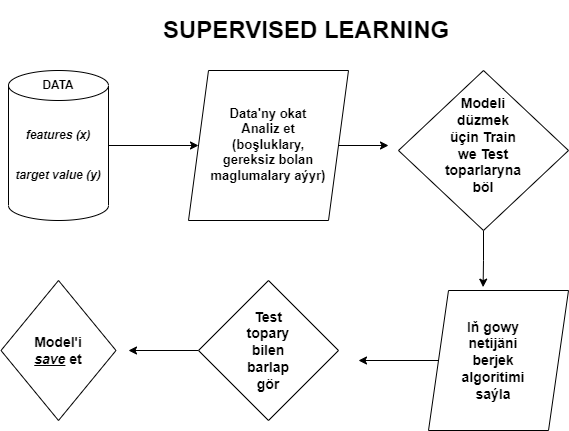 SUPERVISED LEARNING
DATA
features (x)
target value (y)
Data'ny okat
Analiz et
(boşluklary,
gereksiz bolan
maglumalary aýyr)
Modeli
düzmek
üçin Train
we Test
toparlaryna
böl
Iň gowy
netijäni
berjek
algoritimi
saýla
Test
topary
bilen
barlap
gör
Model'i
save et